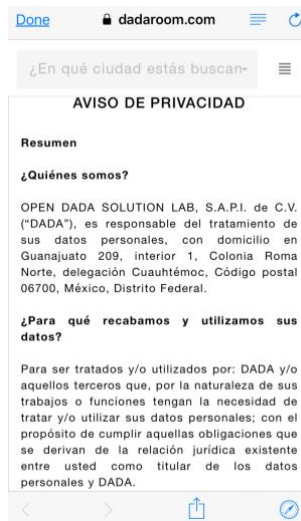 Done
dadaroom.com
¿En qué ciudad estás buscan
AVISO DE PRIVACIDAD
Resumen
¿Quiénes somos?
OPEN DADA SOLUTION LAB, S.A.P.I. de C.V.
(“DADA”), es responsable del tratamiento de
sus datos personales, con domicilio en
Guanajuato 209, interior 1, Colonia Roma
Norte, delegación Cuauhtémoc, Código postal
06700, México, Distrito Federal.
¿Para qué recabamos y utilizamos sus
datos?
Para ser tratados y/o utilizados por: DADA y/o
aquellos terceros que, por la naturaleza de sus
trabajos o funciones tengan la necesidad de
tratar y/o utilizar sus datos personales; con el
propósito de cumplir aquellas obligaciones que
se derivan de la relación jurídica existente
entre usted como titular de los datos
personales y DADA.